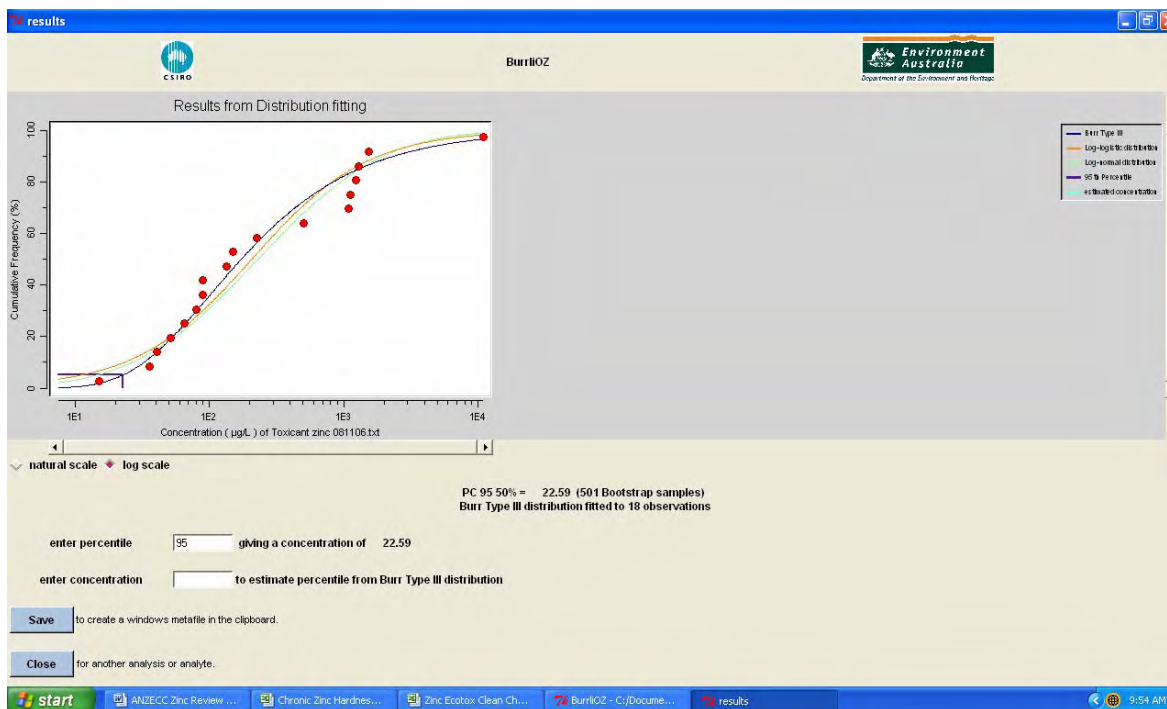 results
CSIRO
BurrliOZ
Environment
Australia
Department of the Environment and Heritage
Results from Distribution fitting
Cumulative Frequency (%)
100
80
60
40
20
0
1E1 1E2 1E3 1E4
Concentration ( µg/L ) of Toxicant zinc 081106.txt
Burr Type III
Log-logistic distribution
Log-normal distribution
95 th Percentile
estimated concentration
natural scale log scale
PC 95 50% = 22.59 (501 Bootstrap samples)
Burr Type III distribution fitted to 18 observations
enter percentile 95 giving a concentration of 22.59
enter concentration to estimate percentile from Burr Type III distribution
Save to create a windows metafile in the clipboard.
Close for another analysis or analyte.
start ANZECC Zinc Review ... Chronic Zinc Hardnes... Zinc Ecotox Clean Ch... BurrliOZ - C:/Docume... results 9:54 AM